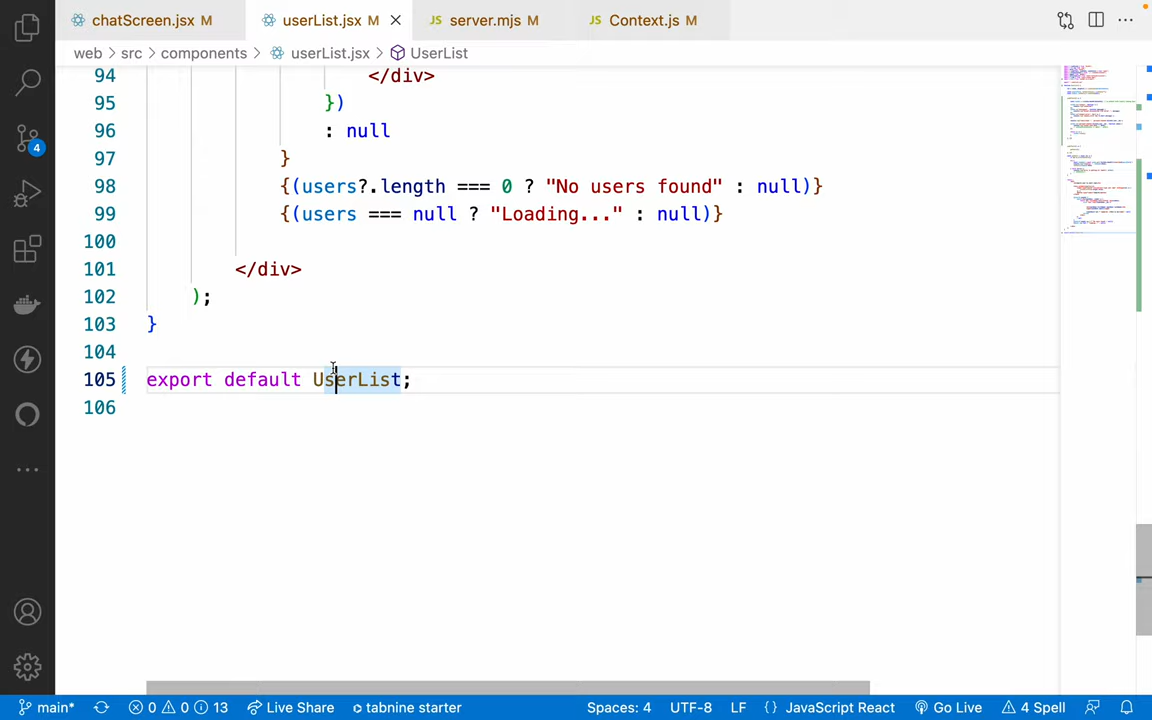 chatScreen.jsx M userList.jsx M JS server.mjs M JS Context.js M
web > src > components > userList.jsx > UserList
94 </div>
95 })
96 : null
97 }
98 {(users?.length === 0 ? "No users found" : null)}
99 {(users === null ? "Loading..." : null)}
100
101 </div>
102 );
103 }
104
105 export default UserList;
106
4
main* 0 0 13 Live Share tabnine starter Spaces: 4 UTF-8 LF {} JavaScript React Go Live 4 Spell